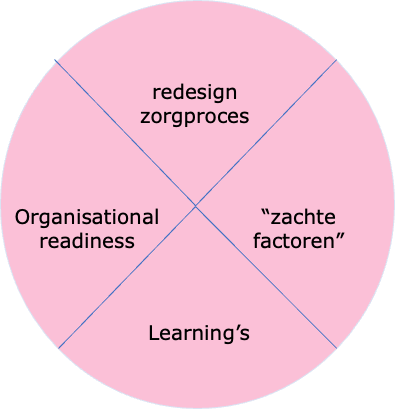 redesign
zorgproces
Organisational
readiness
“zachte
factoren”
Learning’s